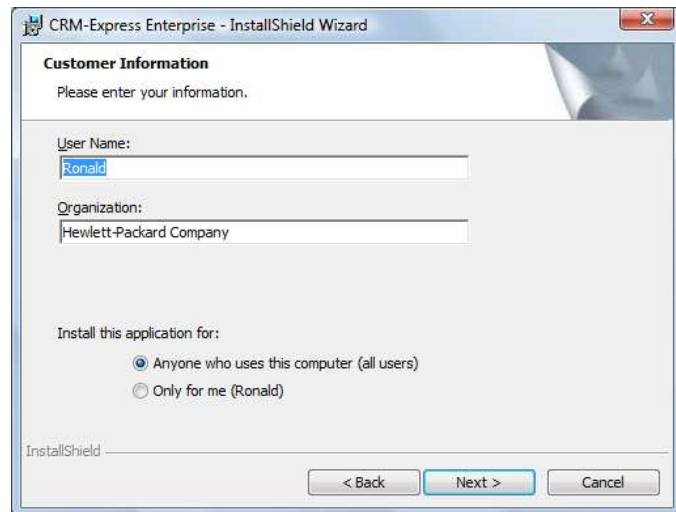 CRM-Express Enterprise - InstallShield Wizard
Customer Information
Please enter your information.
User Name:
Ronald
Organization:
Hewlett-Packard Company
Install this application for:
Anyone who uses this computer (all users)
Only for me (Ronald)
InstallShield
< Back Next > Cancel